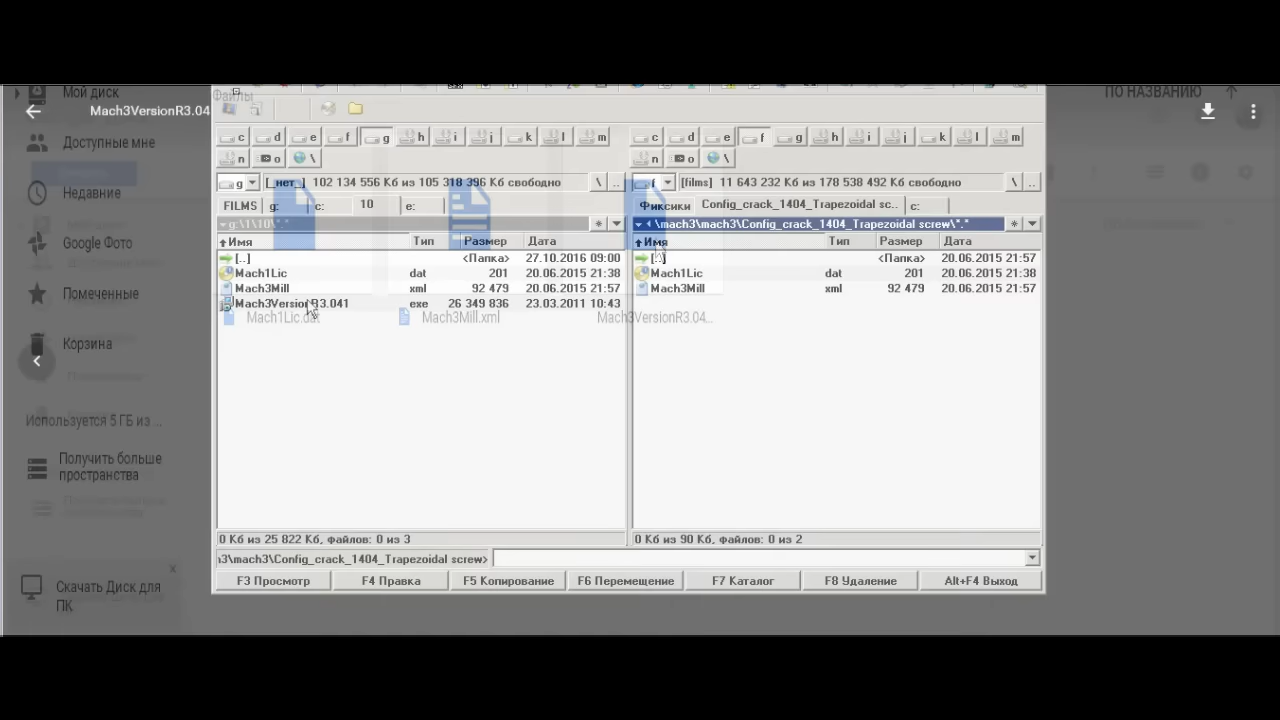 Мой диск
Файлы
ПО НАЗВАНИЮ
Mach3VersionR3.04
Доступные мне
Недавние
Google Фото
Помеченные
Корзина
Используется 5 ГБ из ...
Получить больше
пространства
Скачать Диск для
ПК
c d e f g h i j k l m
n o \
g [_нет_] 102 134 556 Кб из 105 318 396 Кб свободно \ ..
FILMS g: c: 10 e:
g:\1\10\*.*
Имя Тип Размер Дата
[..] <Папка> 27.10.2016 09:00
Mach1Lic dat 201 20.06.2015 21:38
Mach3Mill xml 92 479 20.06.2015 21:57
Mach3VersionR3.041 exe 26 349 836 23.03.2011 10:43
Mach1Lic.dat Mach3Mill.xml Mach3VersionR3.04...
0 Кб из 25 822 Кб, файлов: 0 из 3
c d e f g h i j k l m
n o \
f [films] 11 643 232 Кб из 178 538 492 Кб свободно \ ..
Фиксики Config_crack_1404_Trapezoidal sc.. c:
\mach3\mach3\Config_crack_1404_Trapezoidal screw\*.*
Имя Тип Размер Дата
[..] <Папка> 20.06.2015 21:57
Mach1Lic dat 201 20.06.2015 21:38
Mach3Mill xml 92 479 20.06.2015 21:57
0 Кб из 90 Кб, файлов: 0 из 2
3\mach3\Config_crack_1404_Trapezoidal screw>
F3 Просмотр F4 Правка F5 Копирование F6 Перемещение F7 Каталог F8 Удаление Alt+F4 Выход